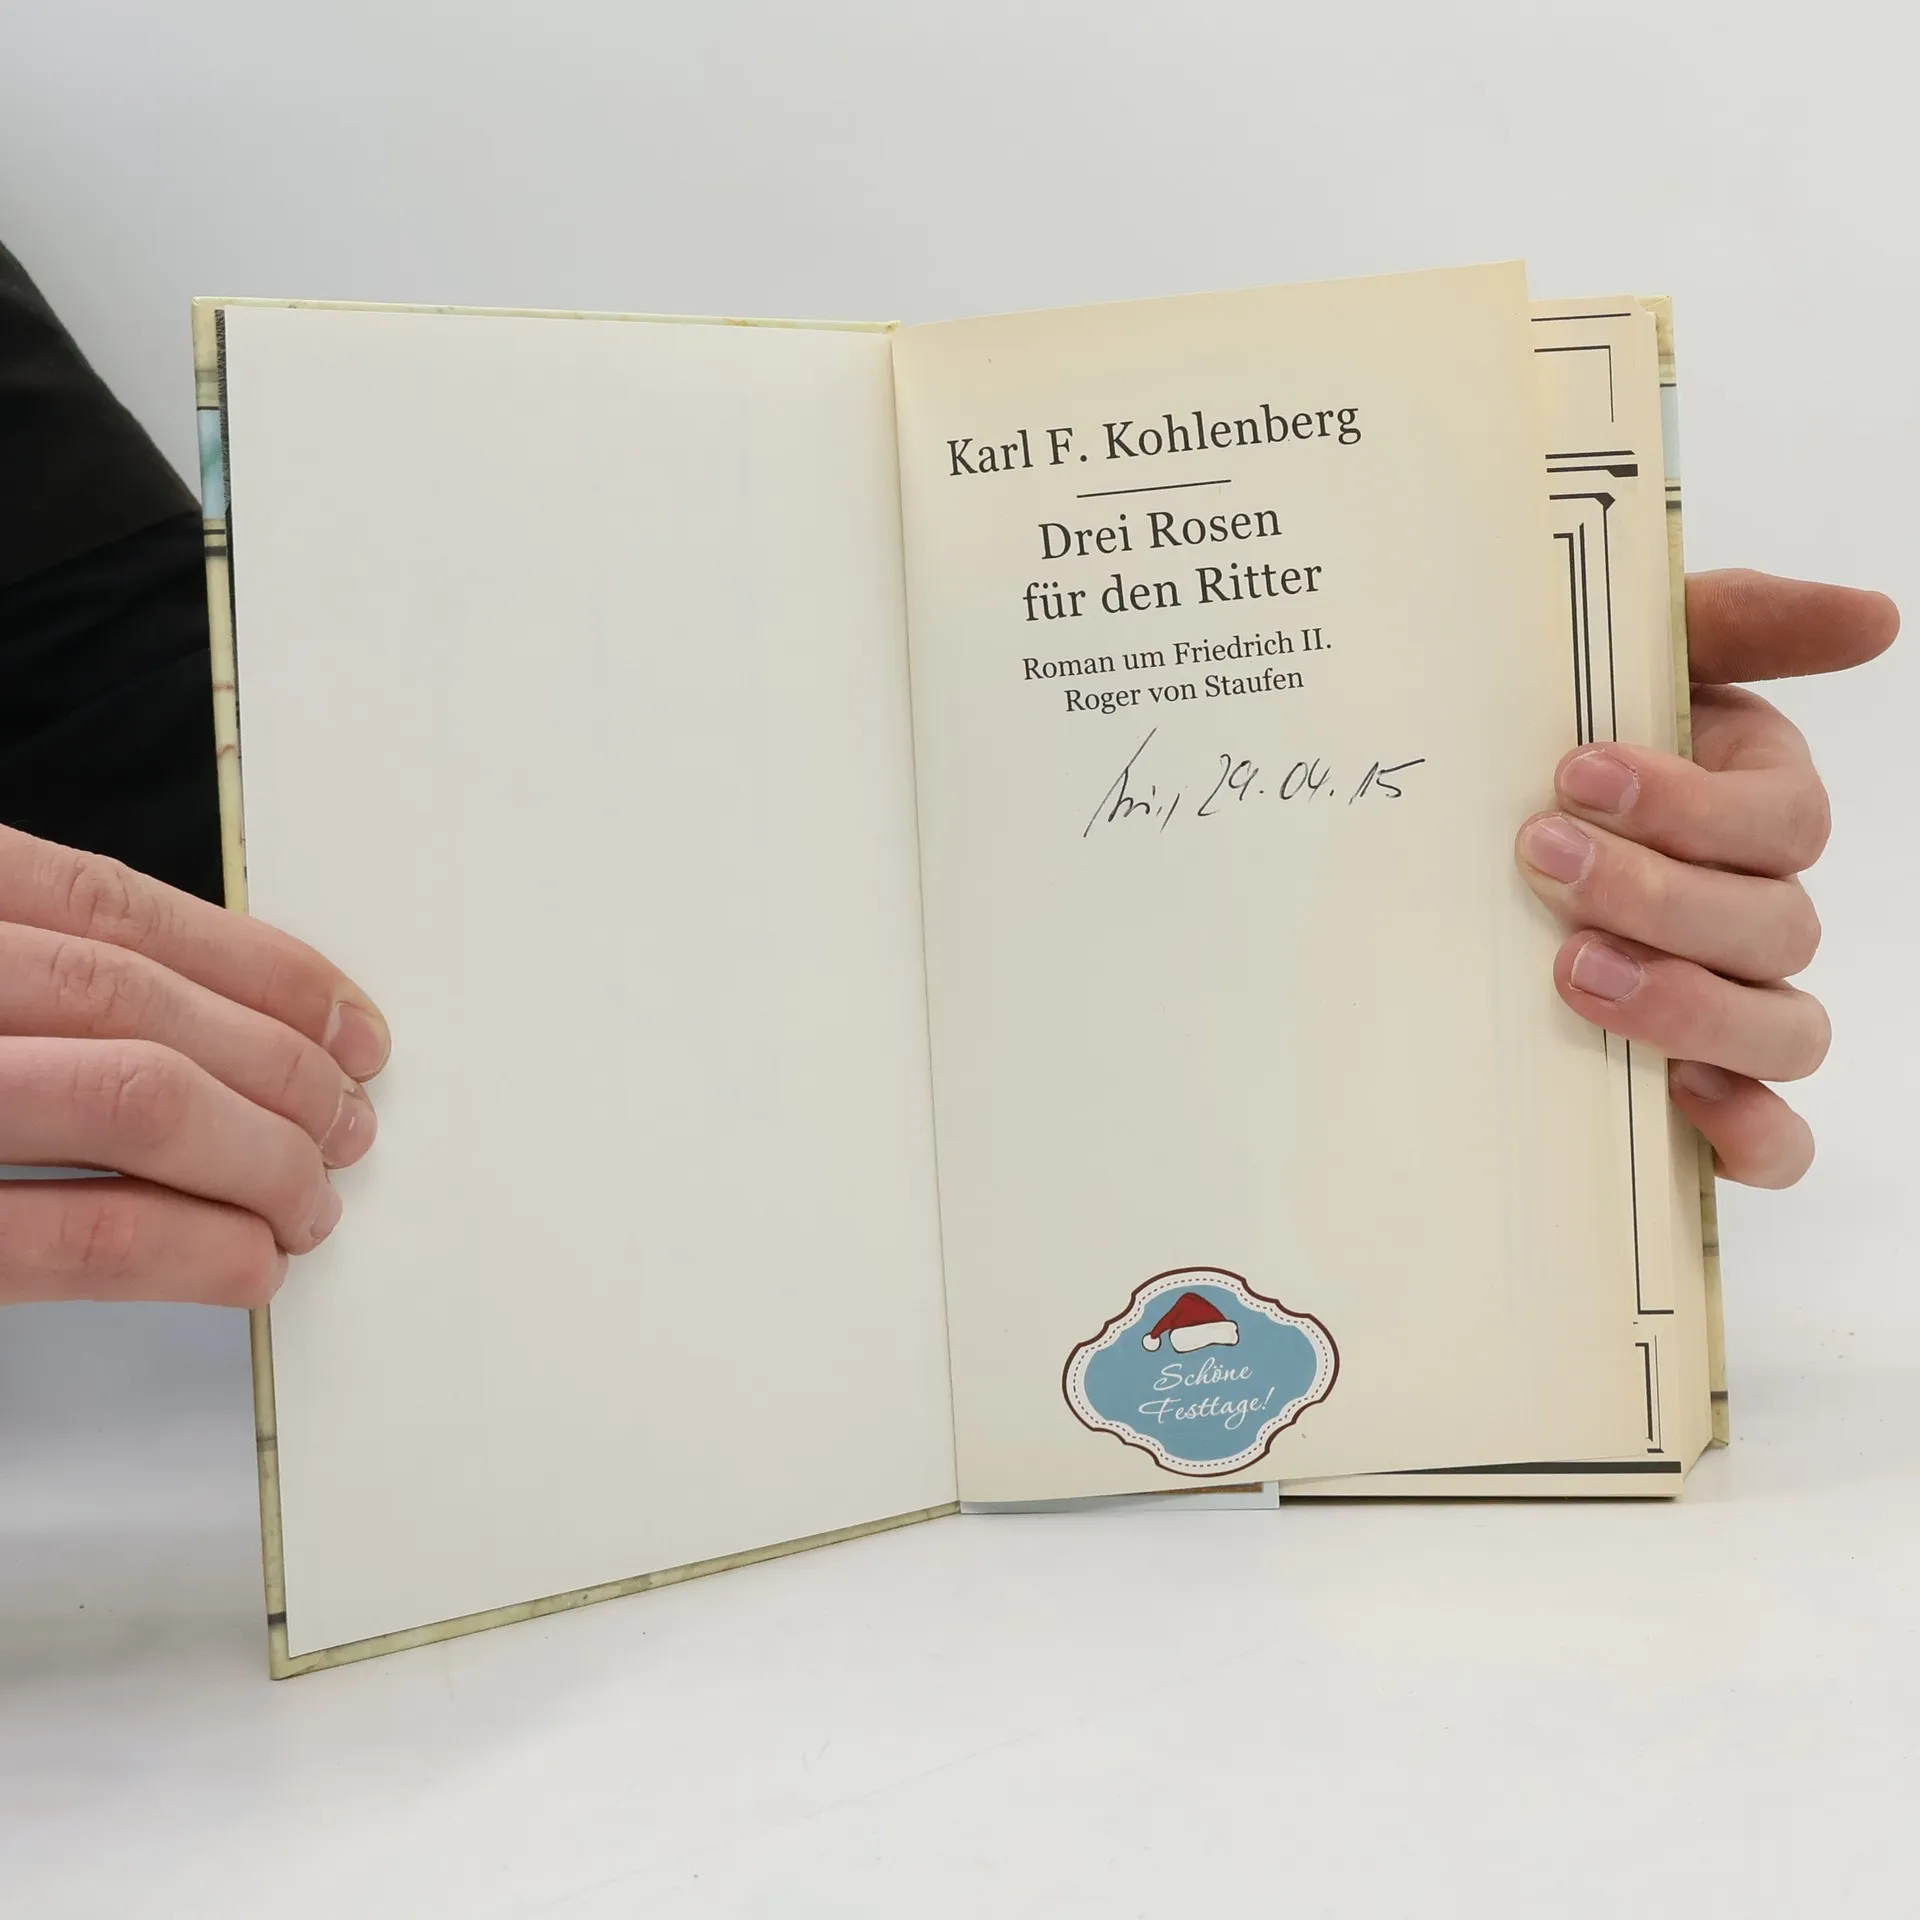 Karl F. Kohlenberg
Drei Rosen
für den Ritter
Roman um Friedrich II.
Roger von Staufen
29.04.15
Schöne
Festtage!